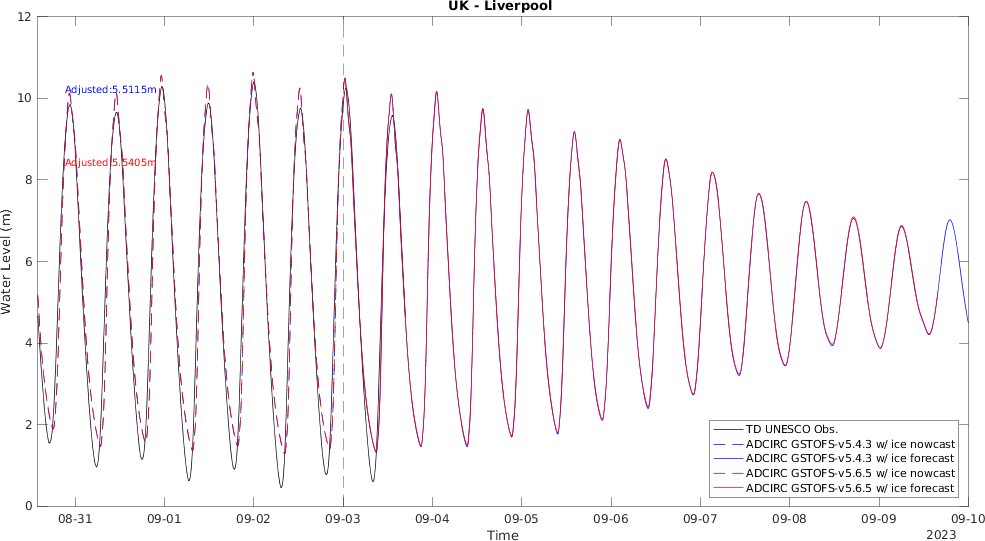 UK - Liverpool
12
10
8
6
4
2
0
Water Level (m)
Adjusted:5.5115m
Adjusted:5.5405m
TD UNESCO Obs.
ADCIRC GSTOFS-v5.4.3 w/ ice nowcast
ADCIRC GSTOFS-v5.4.3 w/ ice forecast
ADCIRC GSTOFS-v5.6.5 w/ ice nowcast
ADCIRC GSTOFS-v5.6.5 w/ ice forecast
08-31 09-01 09-02 09-03 09-04 09-05 09-06 09-07 09-08 09-09 09-10
Time
2023